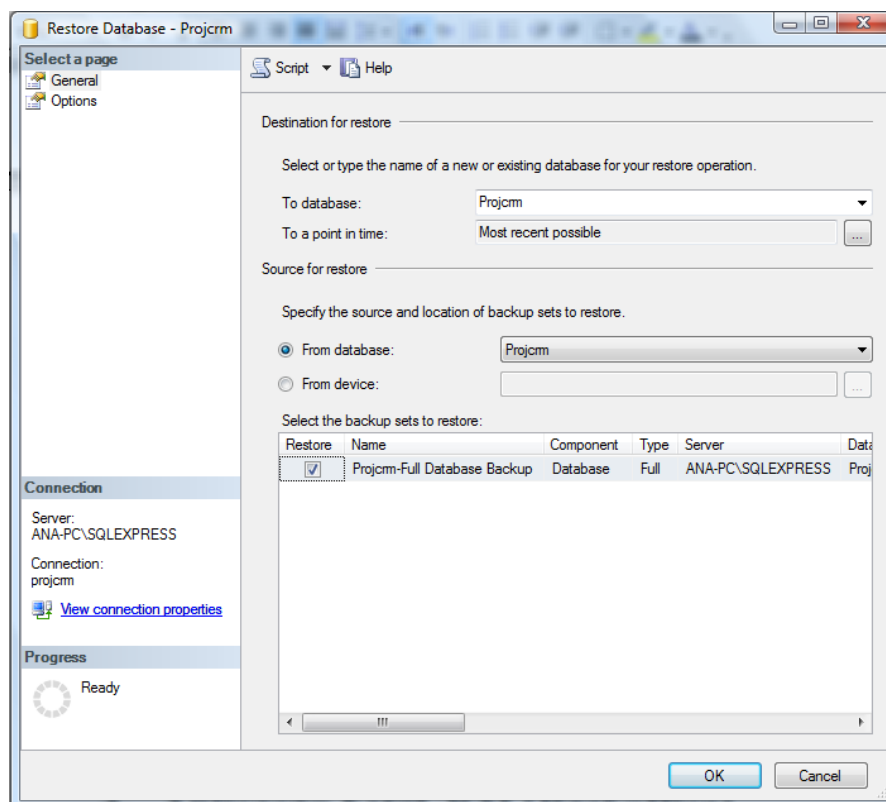 Restore Database - Projcrm
Select a page
General
Options
Script Help
Destination for restore
Select or type the name of a new or existing database for your restore operation.
To database: Projcrm
To a point in time: Most recent possible ...
Source for restore
Specify the source and location of backup sets to restore.
From database: Projcrm
From device: ...
Select the backup sets to restore:
Restore Name Component Type Server Data
Projcrm-Full Database Backup Database Full ANA-PC\SQLEXPRESS Proj
Connection
Server:
ANA-PC\SQLEXPRESS
Connection:
projcrm
View connection properties
Progress
Ready
OK Cancel